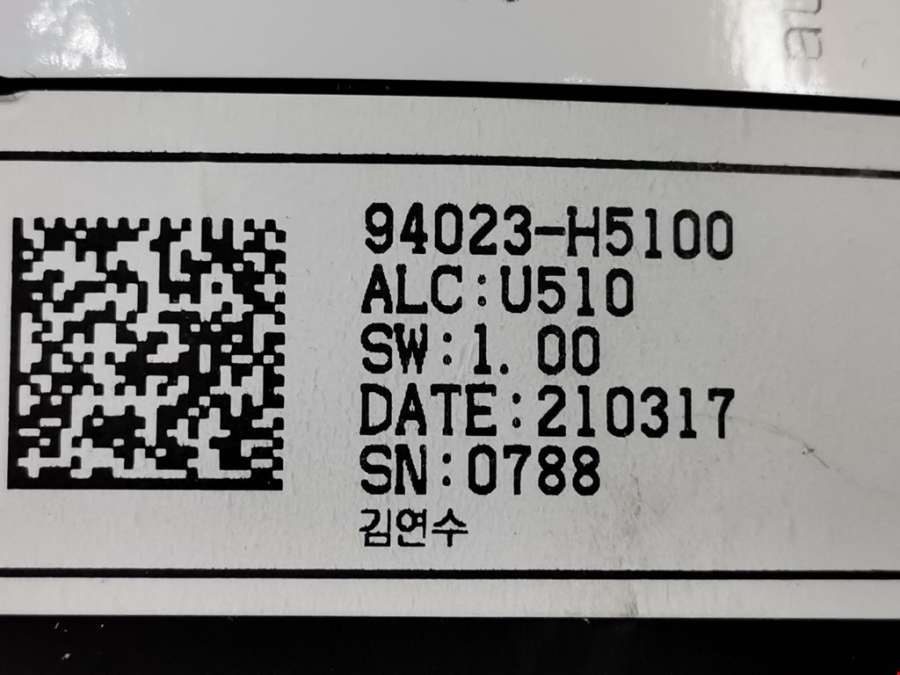 94023-H5100
ALC:U510
SW:1.00
DATE:210317
SN:0788
김연수